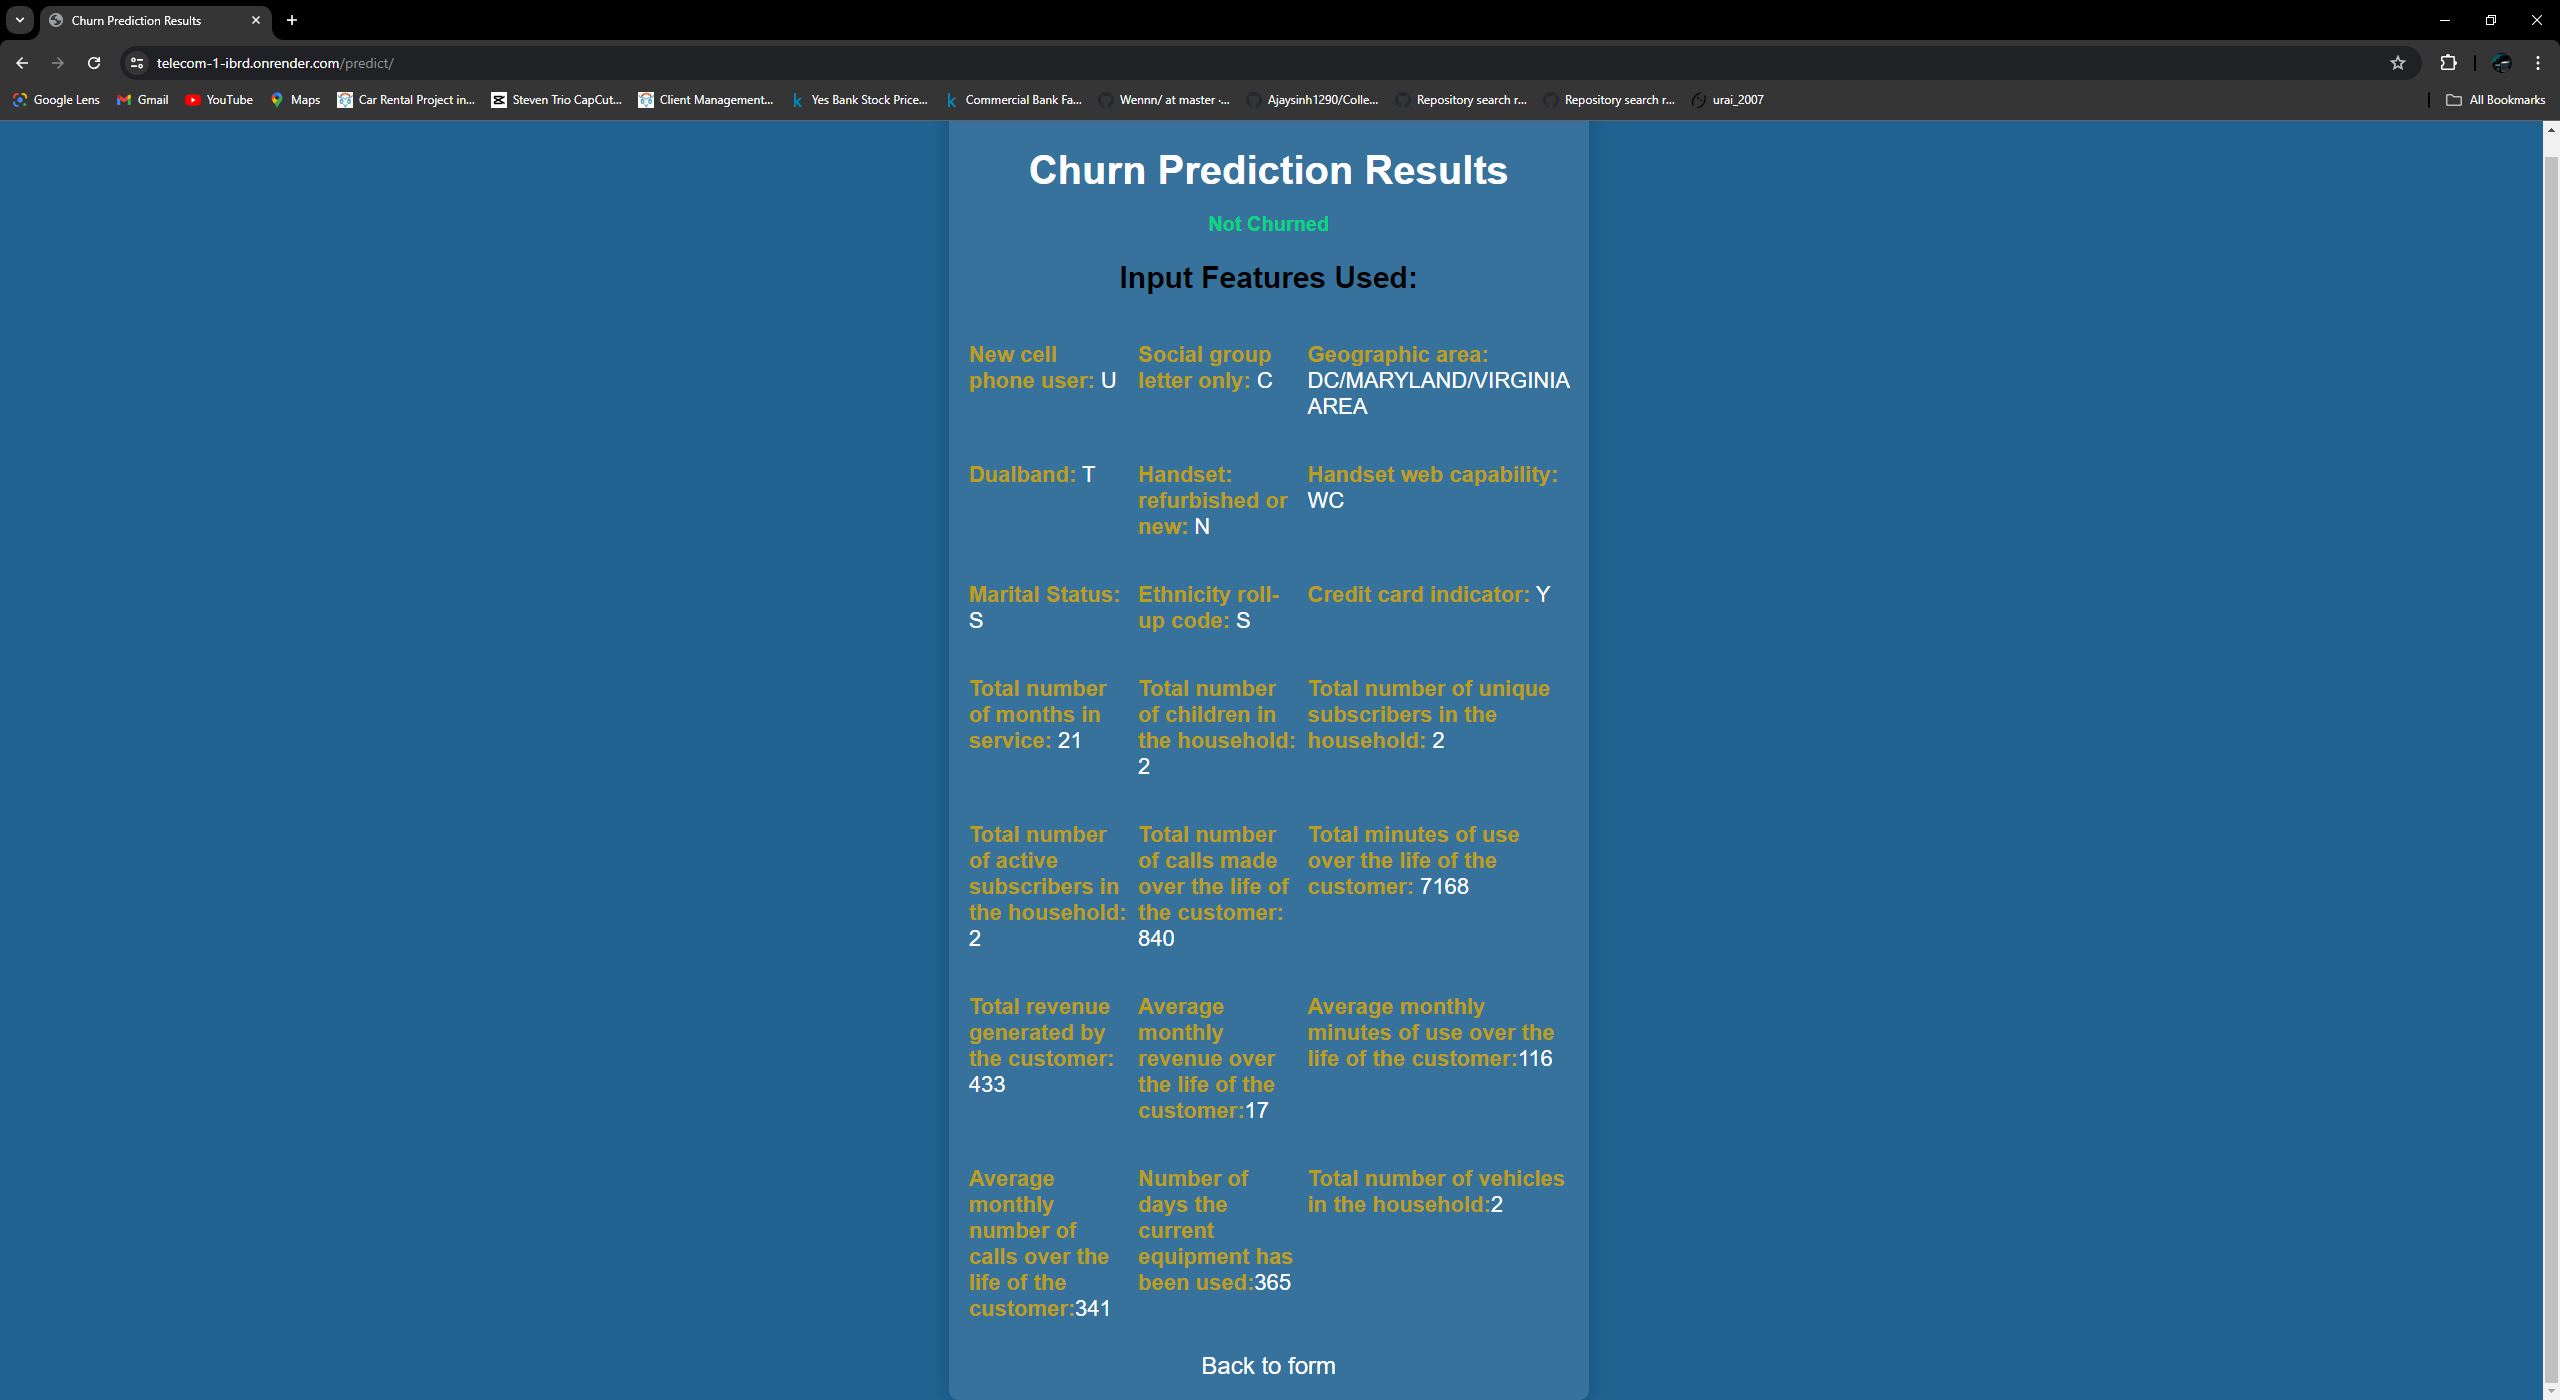 Churn Prediction Results
telecom-1-ibrd.onrender.com/predict/
Google Lens
Gmail
YouTube
Maps
Car Rental Project in...
Steven Trio CapCut...
Client Management...
Yes Bank Stock Price...
Commercial Bank Fa...
Wennn/ at master ·...
Ajaysinh1290/Colle...
Repository search r...
Repository search r...
urai_2007
All Bookmarks
Churn Prediction Results
Not Churned
Input Features Used:
New cell
phone user: U
Social group
letter only: C
Geographic area:
DC/MARYLAND/VIRGINIA
AREA
Dualband: T
Handset:
refurbished or
new: N
Handset web capability:
WC
Marital Status:
S
Ethnicity roll-
up code: S
Credit card indicator: Y
Total number
of months in
service: 21
Total number
of children in
the household:
2
Total number of unique
subscribers in the
household: 2
Total number
of active
subscribers in
the household:
2
Total number
of calls made
over the life of
the customer:
840
Total minutes of use
over the life of the
customer: 7168
Total revenue
generated by
the customer:
433
Average
monthly
revenue over
the life of the
customer:17
Average monthly
minutes of use over the
life of the customer:116
Average
monthly
number of
calls over the
life of the
customer:341
Number of
days the
current
equipment has
been used:365
Total number of vehicles
in the household:2
Back to form